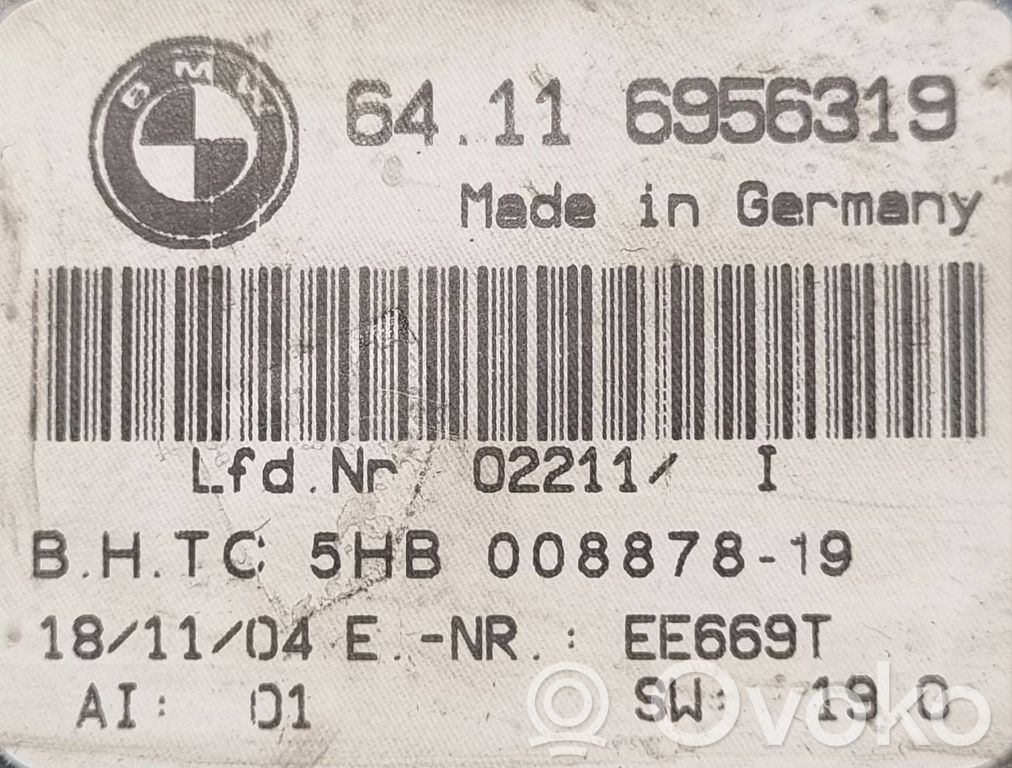 BMW
64.11 6956319
Made in Germany
Lfd.Nr 02211/ I
B.H.TC 5HB 008878-19
18/11/04 E.-NR.: EE669T
AI: 01 SW: 19.0
Ovoko